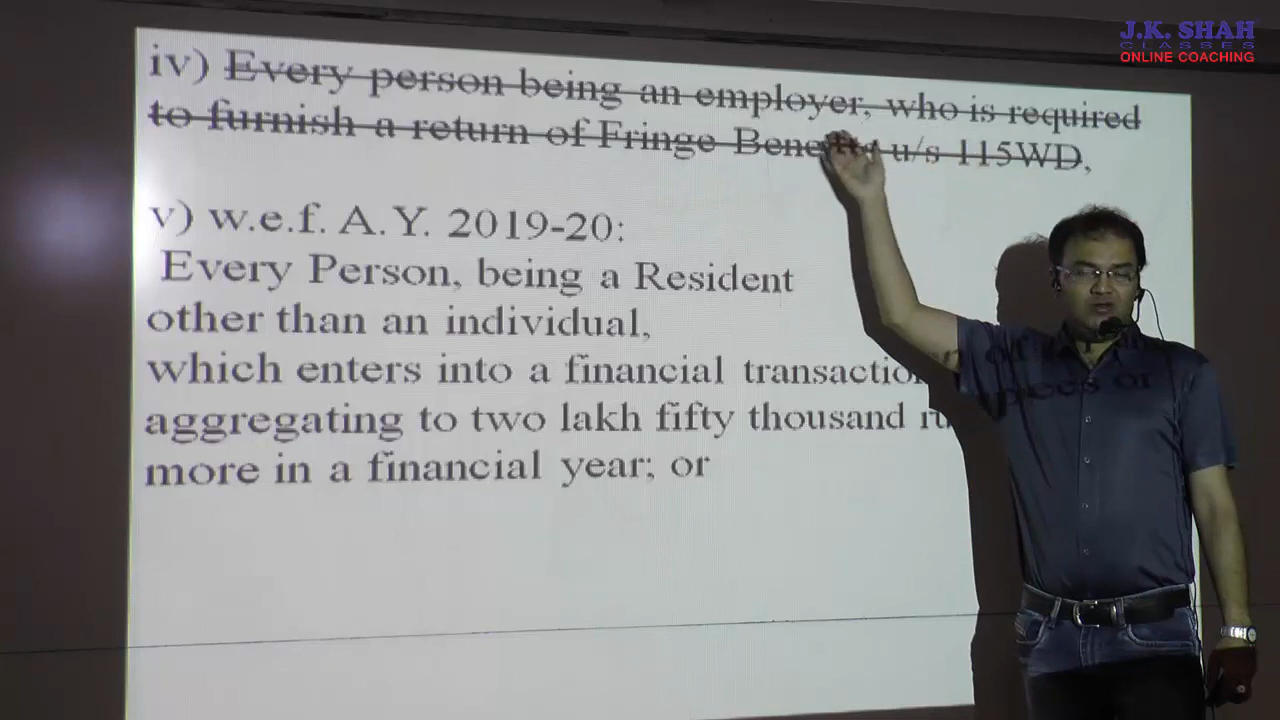 J.K. SHAH
CLASSES
ONLINE COACHING
iv) Every person being an employer, who is required
to furnish a return of Fringe u/s 115WD,
v) w.e.f. A.Y. 2019-20:
Every Person, being a Resident
other than an individual,
which enters into a financial transaction of
aggregating to two lakh fifty thousand or
more in a financial year; or